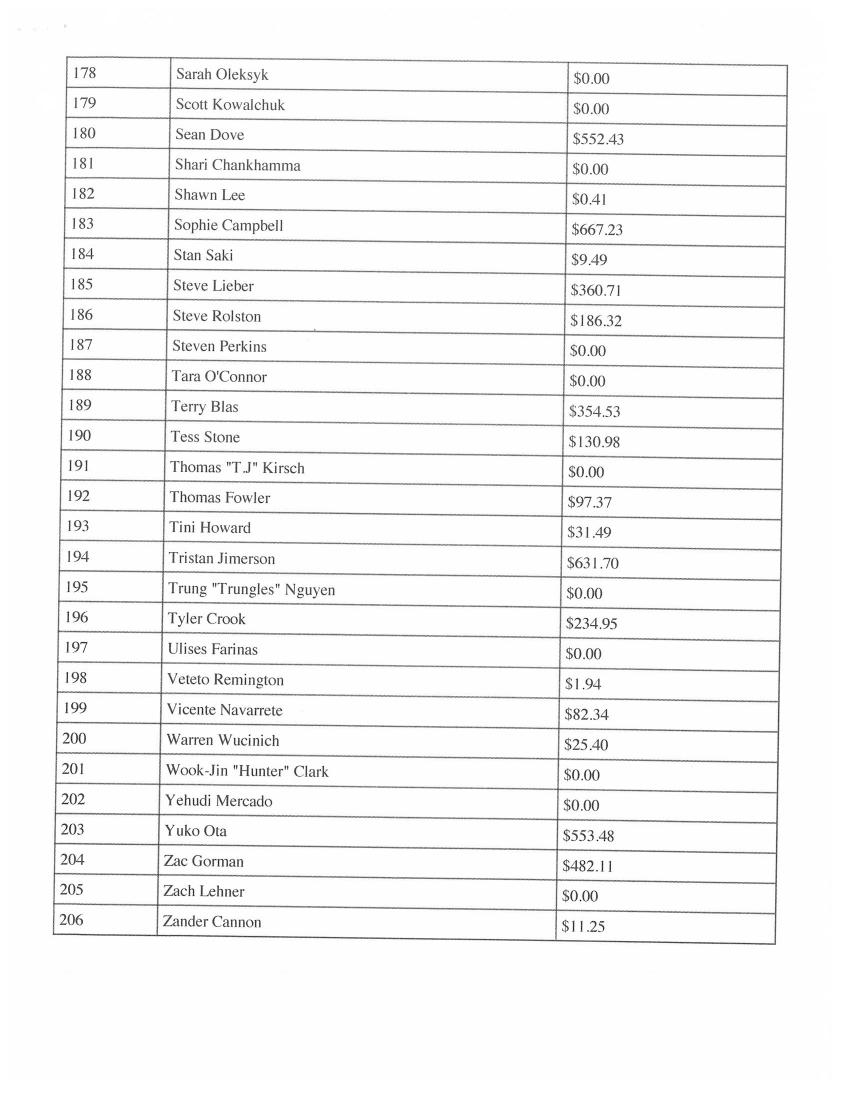 178 Sarah Oleksyk $0.00
179 Scott Kowalchuk $0.00
180 Sean Dove $552.43
181 Shari Chankhamma $0.00
182 Shawn Lee $0.41
183 Sophie Campbell $667.23
184 Stan Saki $9.49
185 Steve Lieber $360.71
186 Steve Rolston $186.32
187 Steven Perkins $0.00
188 Tara O'Connor $0.00
189 Terry Blas $354.53
190 Tess Stone $130.98
191 Thomas "T.J" Kirsch $0.00
192 Thomas Fowler $97.37
193 Tini Howard $31.49
194 Tristan Jimerson $631.70
195 Trung "Trungles" Nguyen $0.00
196 Tyler Crook $234.95
197 Ulises Farinas $0.00
198 Veteto Remington $1.94
199 Vicente Navarrete $82.34
200 Warren Wucinich $25.40
201 Wook-Jin "Hunter" Clark $0.00
202 Yehudi Mercado $0.00
203 Yuko Ota $553.48
204 Zac Gorman $482.11
205 Zach Lehner $0.00
206 Zander Cannon $11.25